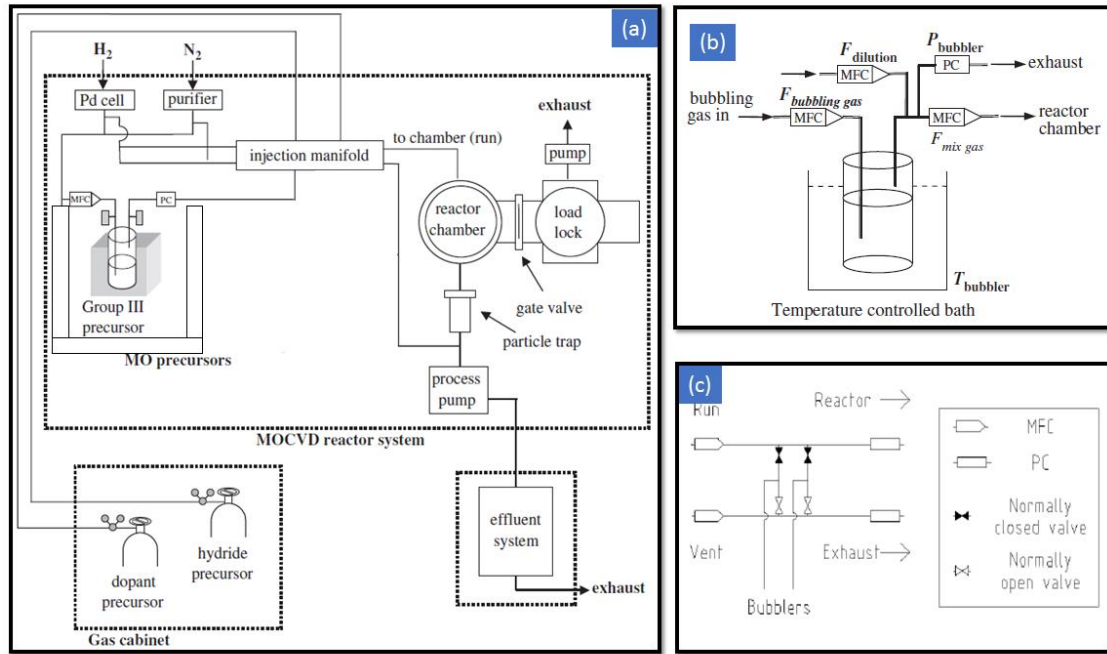 (a)
H2
N2
Pd cell
purifier
injection manifold
to chamber (run)
exhaust
pump
MFC
PC
reactor
chamber
load
lock
Group III
precursor
gate valve
particle trap
MO precursors
process
pump
MOCVD reactor system
effluent
system
exhaust
hydride
precursor
dopant
precursor
Gas cabinet
(b)
Fdilution
Pbubbler
MFC
PC
exhaust
bubbling
gas in
Fbubbling gas
MFC
MFC
reactor
chamber
Fmix gas
Tbubbler
Temperature controlled bath
(c)
Run
Reactor
Vent
Exhaust
Bubblers
MFC
PC
Normally
closed valve
Normally
open valve